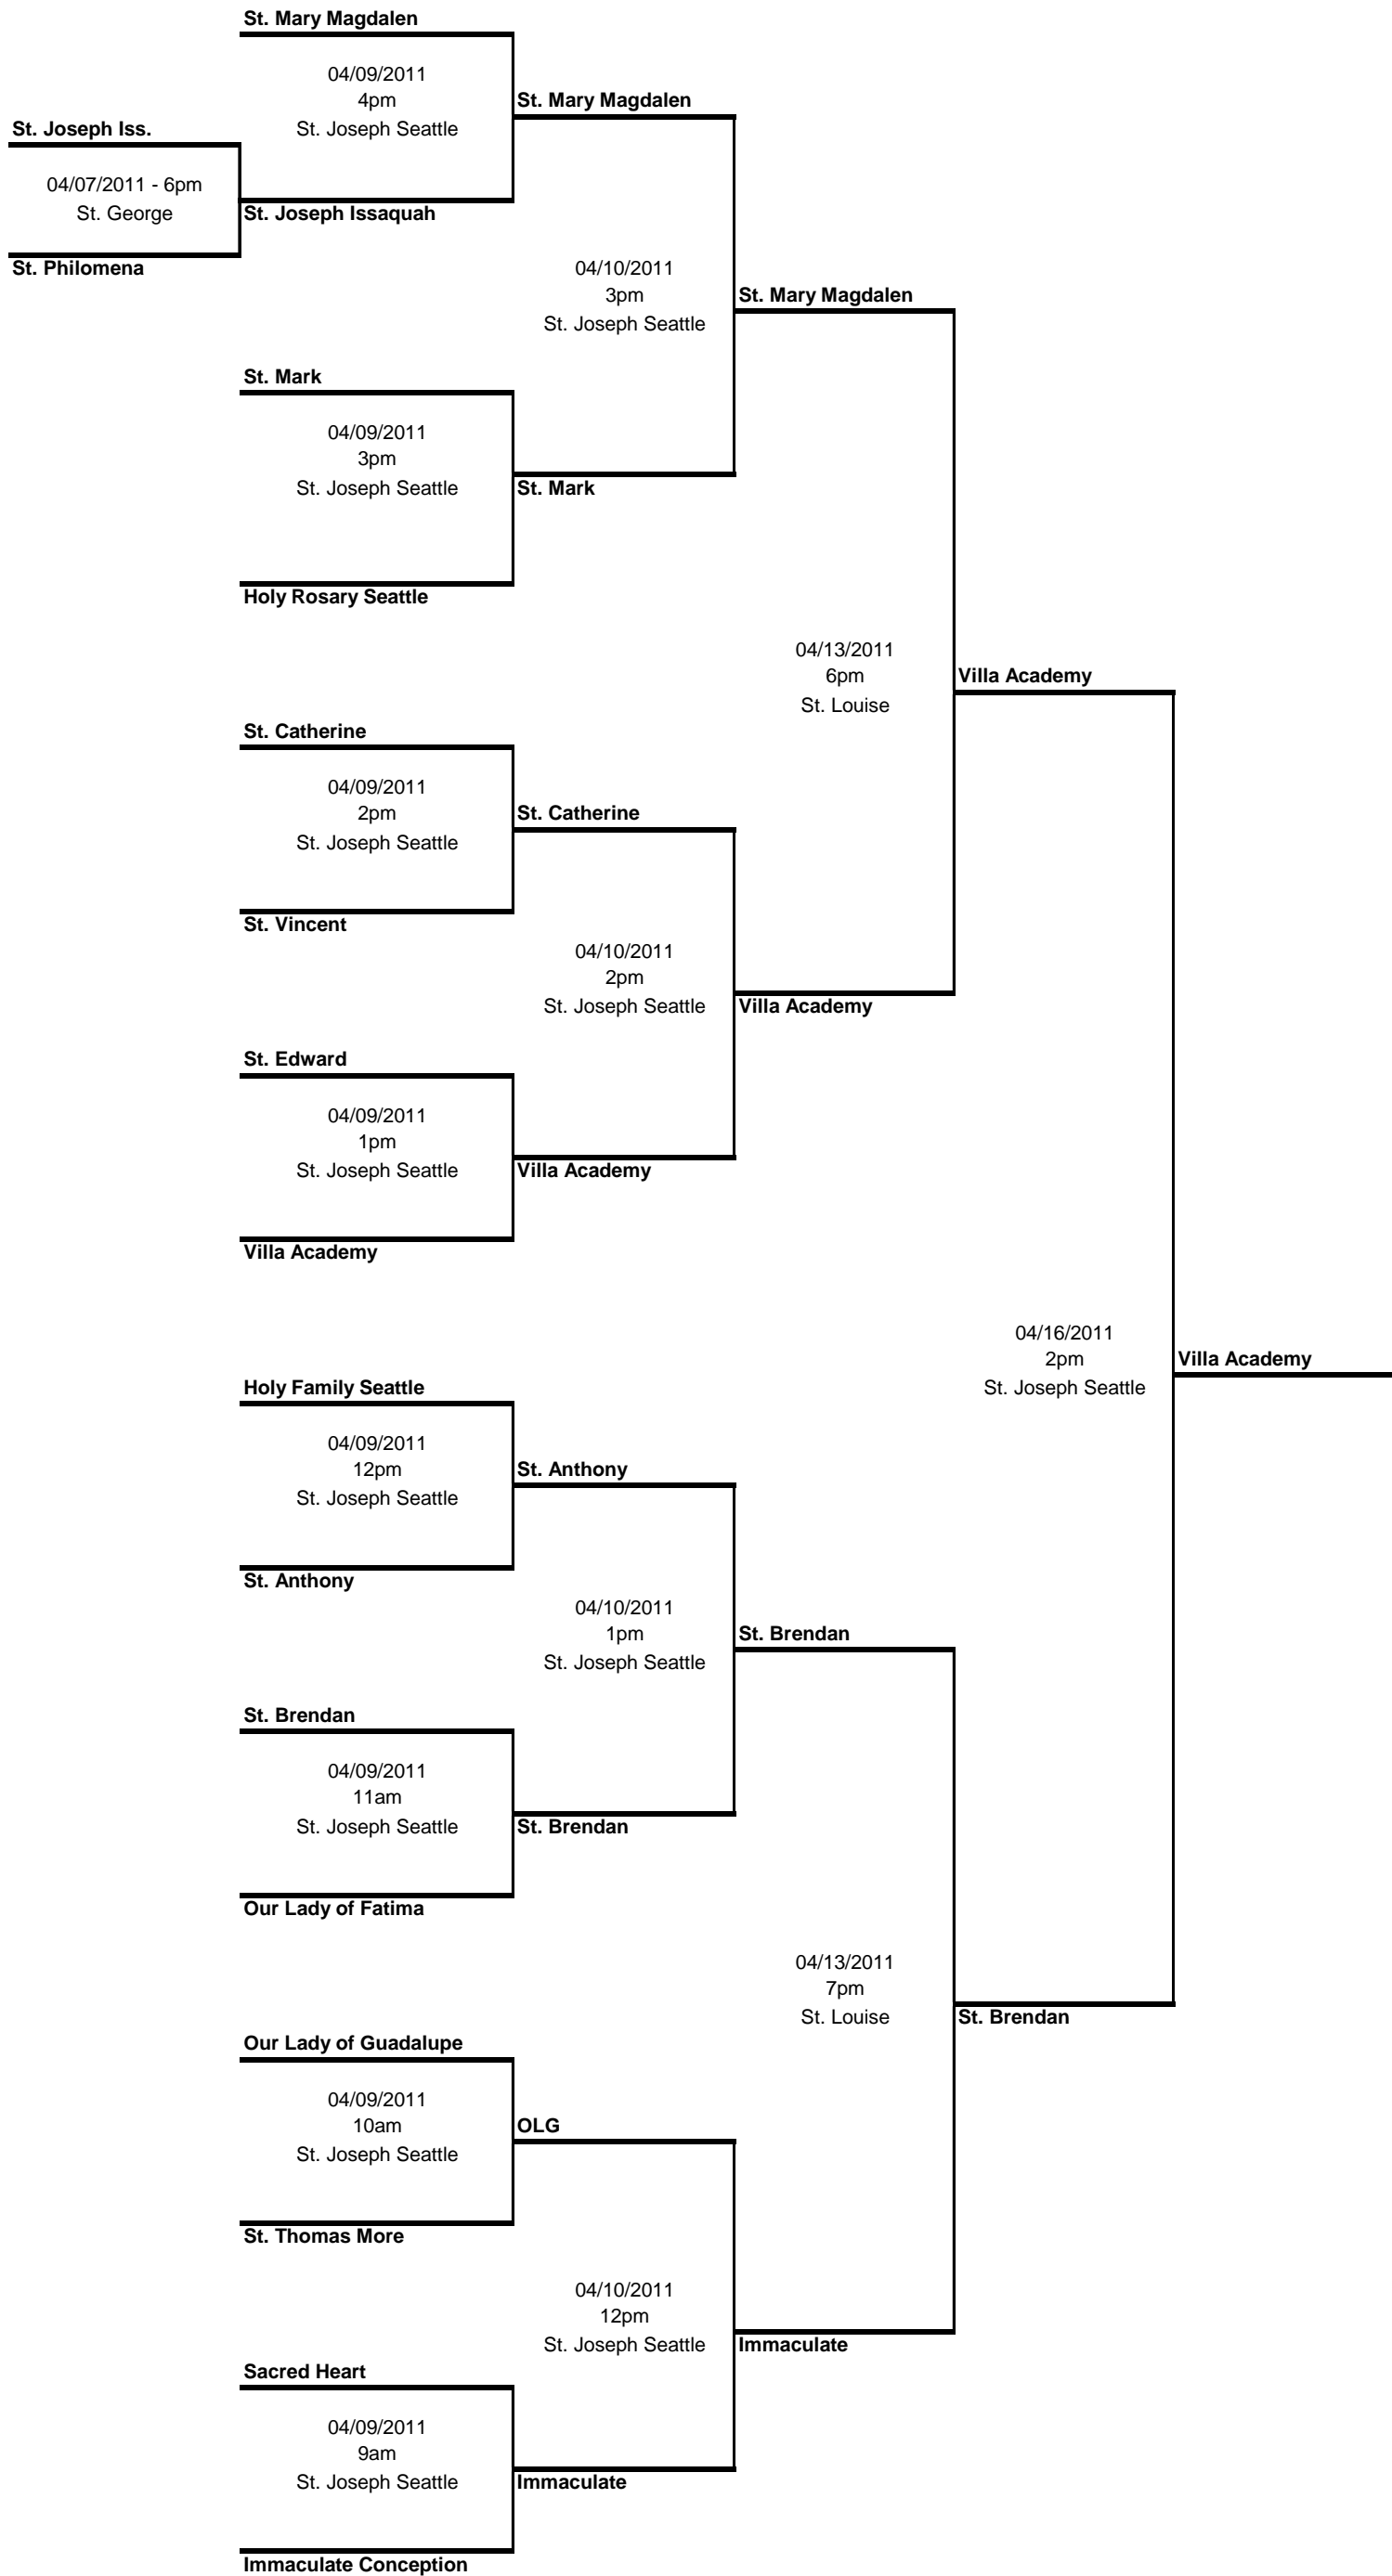 St. Mary Magdalen
04/09/2011
4pm
St. Joseph Seattle
St. Mary Magdalen
St. Joseph Iss.
04/07/2011 - 6pm
St. George
St. Joseph Issaquah
St. Philomena
04/10/2011
3pm
St. Joseph Seattle
St. Mary Magdalen
St. Mark
04/09/2011
3pm
St. Joseph Seattle
St. Mark
Holy Rosary Seattle
04/13/2011
6pm
St. Louise
Villa Academy
St. Catherine
04/09/2011
2pm
St. Joseph Seattle
St. Catherine
St. Vincent
04/10/2011
2pm
St. Joseph Seattle
Villa Academy
St. Edward
04/09/2011
1pm
St. Joseph Seattle
Villa Academy
Villa Academy
04/16/2011
2pm
St. Joseph Seattle
Villa Academy
Holy Family Seattle
04/09/2011
12pm
St. Joseph Seattle
St. Anthony
St. Anthony
04/10/2011
1pm
St. Joseph Seattle
St. Brendan
St. Brendan
04/09/2011
11am
St. Joseph Seattle
St. Brendan
Our Lady of Fatima
04/13/2011
7pm
St. Louise
St. Brendan
Our Lady of Guadalupe
04/09/2011
10am
St. Joseph Seattle
OLG
St. Thomas More
04/10/2011
12pm
St. Joseph Seattle
Immaculate
Sacred Heart
04/09/2011
9am
St. Joseph Seattle
Immaculate
Immaculate Conception